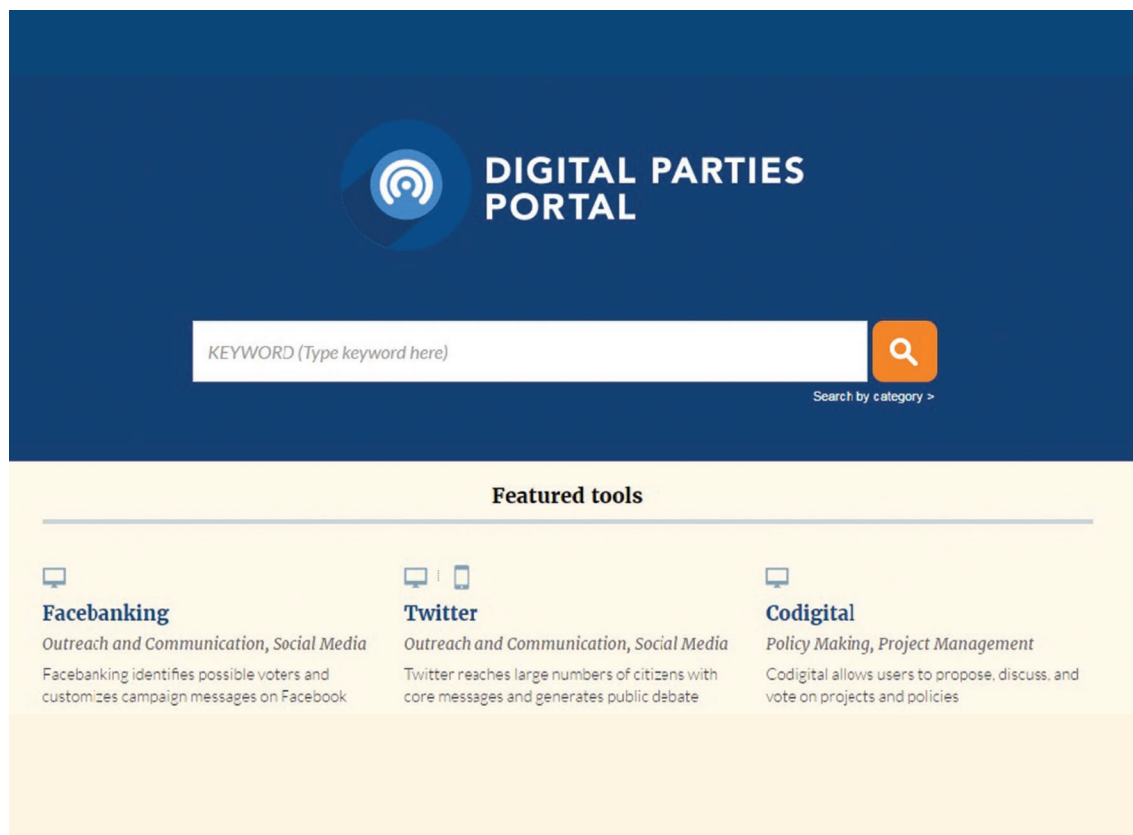 DIGITAL PARTIES
PORTAL
KEYWORD (Type keyword here)
Search by category >
Featured tools
Facebanking
Outreach and Communication, Social Media
Facebanking identifies possible voters and
customizes campaign messages on Facebook
Twitter
Outreach and Communication, Social Media
Twitter reaches large numbers of citizens with
core messages and generates public debate
Codigital
Policy Making, Project Management
Codigital allows users to propose, discuss, and
vote on projects and policies